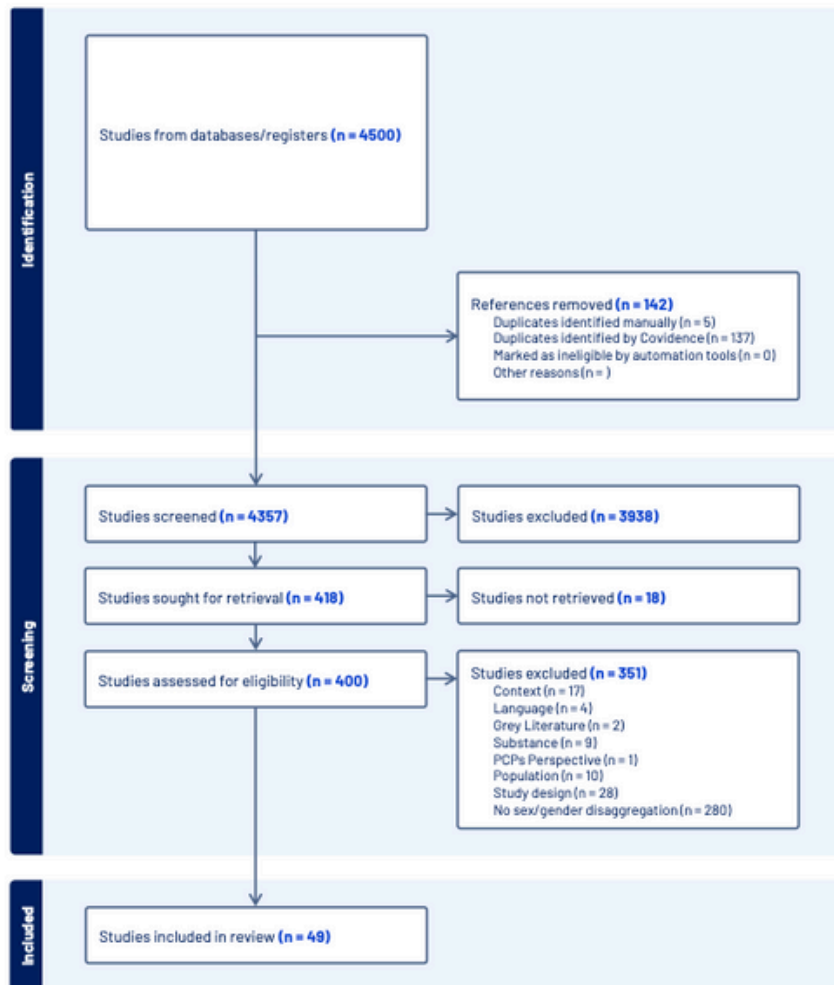 Identification
Studies from databases/registers (n = 4500)
References removed (n = 142)
Duplicates identified manually (n = 5)
Duplicates identified by Covidence (n = 137)
Marked as ineligible by automation tools (n = 0)
Other reasons (n = )
Screening
Studies screened (n = 4357)
Studies excluded (n = 3938)
Studies sought for retrieval (n = 418)
Studies not retrieved (n = 18)
Studies assessed for eligibility (n = 400)
Studies excluded (n = 351)
Context (n = 17)
Language (n = 4)
Grey Literature (n = 2)
Substance (n = 9)
PCPs Perspective (n = 1)
Population (n = 10)
Study design (n = 28)
No sex/gender disaggregation (n = 280)
Included
Studies included in review (n = 49)